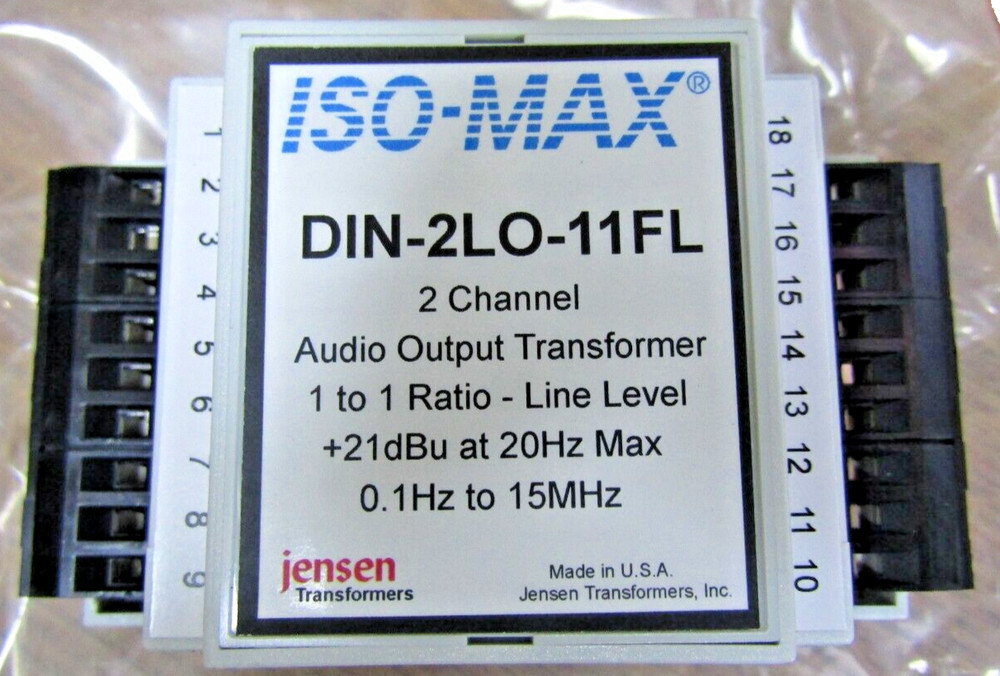 ISO-MAX®
DIN-2LO-11FL
2 Channel
Audio Output Transformer
1 to 1 Ratio - Line Level
+21dBu at 20Hz Max
0.1Hz to 15MHz
jensen
Transformers
Made in U.S.A.
Jensen Transformers, Inc.
1
2
3
4
5
6
7
8
9
18
17
16
15
14
13
12
11
10